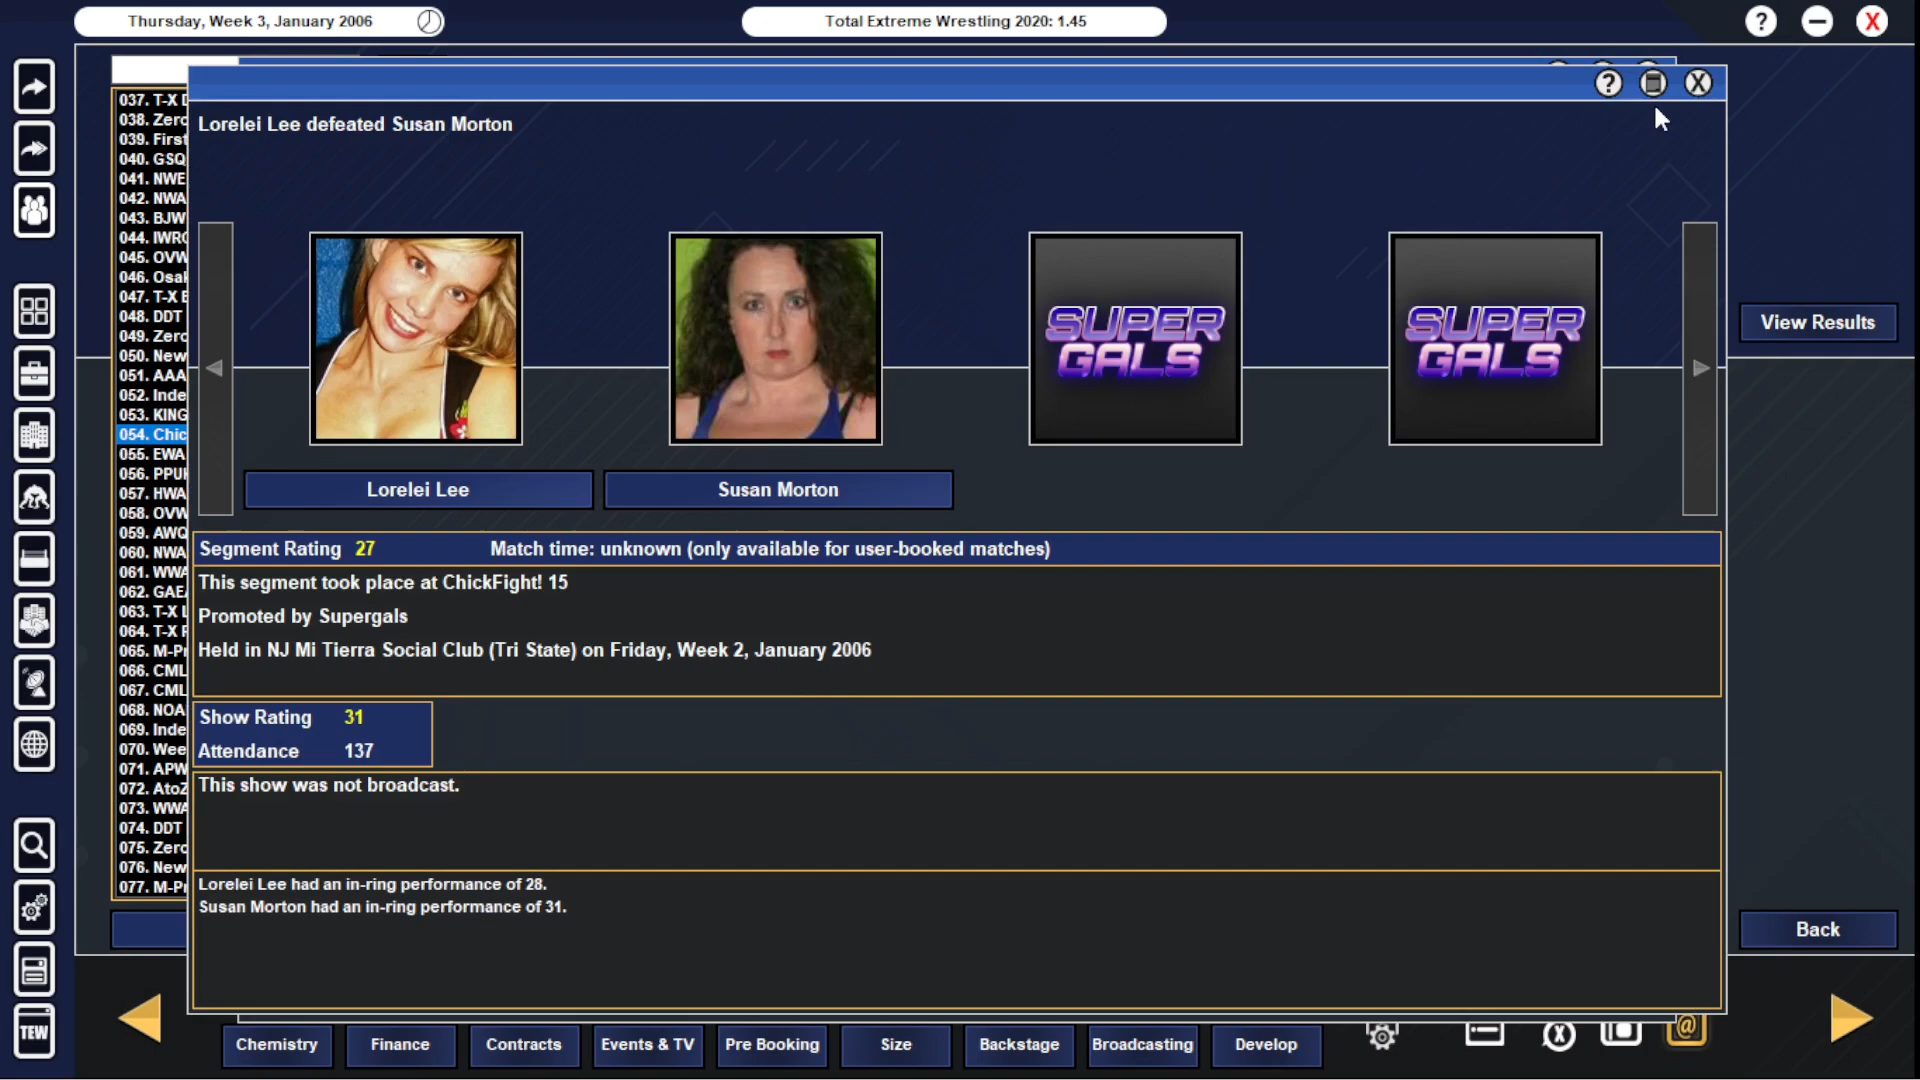 Thursday, Week 3, January 2006
Total Extreme Wrestling 2020: 1.45
?
X
037. T-X
038. Zero
039. First
040. GSQ
041. NWE
042. NWA
043. BJW
044. IWRG
045. OVW
046. Osak
047. T-X E
048. DDT
049. Zero
050. New
051. AAA
052. Inde
053. KING
054. Chic
055. EWA
056. PPU
057. HWA
058. OVW
059. AWQ
060. NWA
061. WWA
062. GAE
063. T-X L
064. T-X
065. M-P
066. CML
067. CML
068. NOA
069. Inde
070. Wee
071. APW
072. AtoZ
073. WWA
074. DDT
075. Zero
076. New
077. M-P
?
X
Lorelei Lee defeated Susan Morton
SUPER
GALS
SUPER
GALS
Lorelei Lee
Susan Morton
Segment Rating 27
Match time: unknown (only available for user-booked matches)
This segment took place at ChickFight! 15
Promoted by Supergals
Held in NJ Mi Tierra Social Club (Tri State) on Friday, Week 2, January 2006
Show Rating 31
Attendance 137
This show was not broadcast.
Lorelei Lee had an in-ring performance of 28.
Susan Morton had an in-ring performance of 31.
View Results
Back
TEW
Chemistry
Finance
Contracts
Events & TV
Pre Booking
Size
Backstage
Broadcasting
Develop
X
@